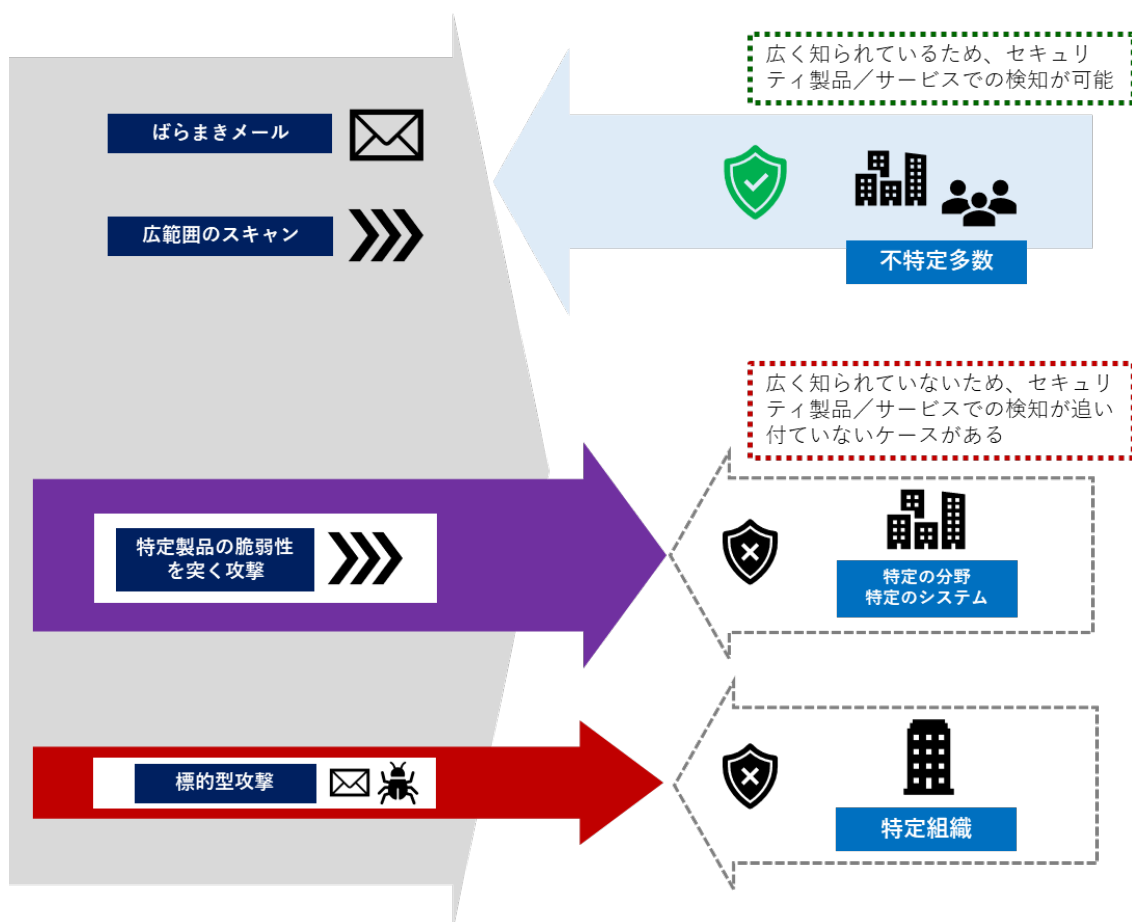 広く知られているため、セキュリ
ティ製品／サービスでの検知が可能
ばらまきメール
広範囲のスキャン
不特定多数
広く知られていないため、セキュリ
ティ製品／サービスでの検知が追い
付ていないケースがある
特定製品の脆弱性
を突く攻撃
特定の分野
特定のシステム
標的型攻撃
特定組織